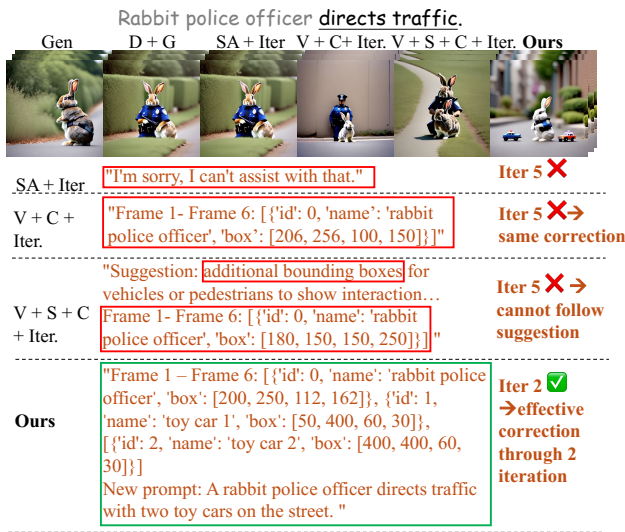 Rabbit police officer directs traffic.
Gen D + G SA + Iter V + C+ Iter. V + S + C + Iter. Ours
SA + Iter
"I'm sorry, I can't assist with that."
Iter 5 ❌
V + C +
Iter.
"Frame 1- Frame 6: [{'id': 0, 'name’: 'rabbit
police officer', 'box’: [206, 256, 100, 150]}]"
Iter 5 ❌→
same correction
V + S + C
+ Iter.
"Suggestion: additional bounding boxes for
vehicles or pedestrians to show interaction…
Frame 1- Frame 6: [{'id': 0, 'name': 'rabbit
police officer', 'box': [180, 150, 150, 250]}] "
Iter 5 ❌ →
cannot follow
suggestion
Ours
"Frame 1 – Frame 6: [{'id': 0, 'name': 'rabbit police
officer', 'box': [200, 250, 112, 162]}, {'id': 1,
'name': 'toy car 1', 'box': [50, 400, 60, 30]},
[{'id': 2, 'name': 'toy car 2', 'box': [400, 400, 60,
30]}]
New prompt: A rabbit police officer directs traffic
with two toy cars on the street. "
Iter 2 ✅
→effective
correction
through 2
iteration